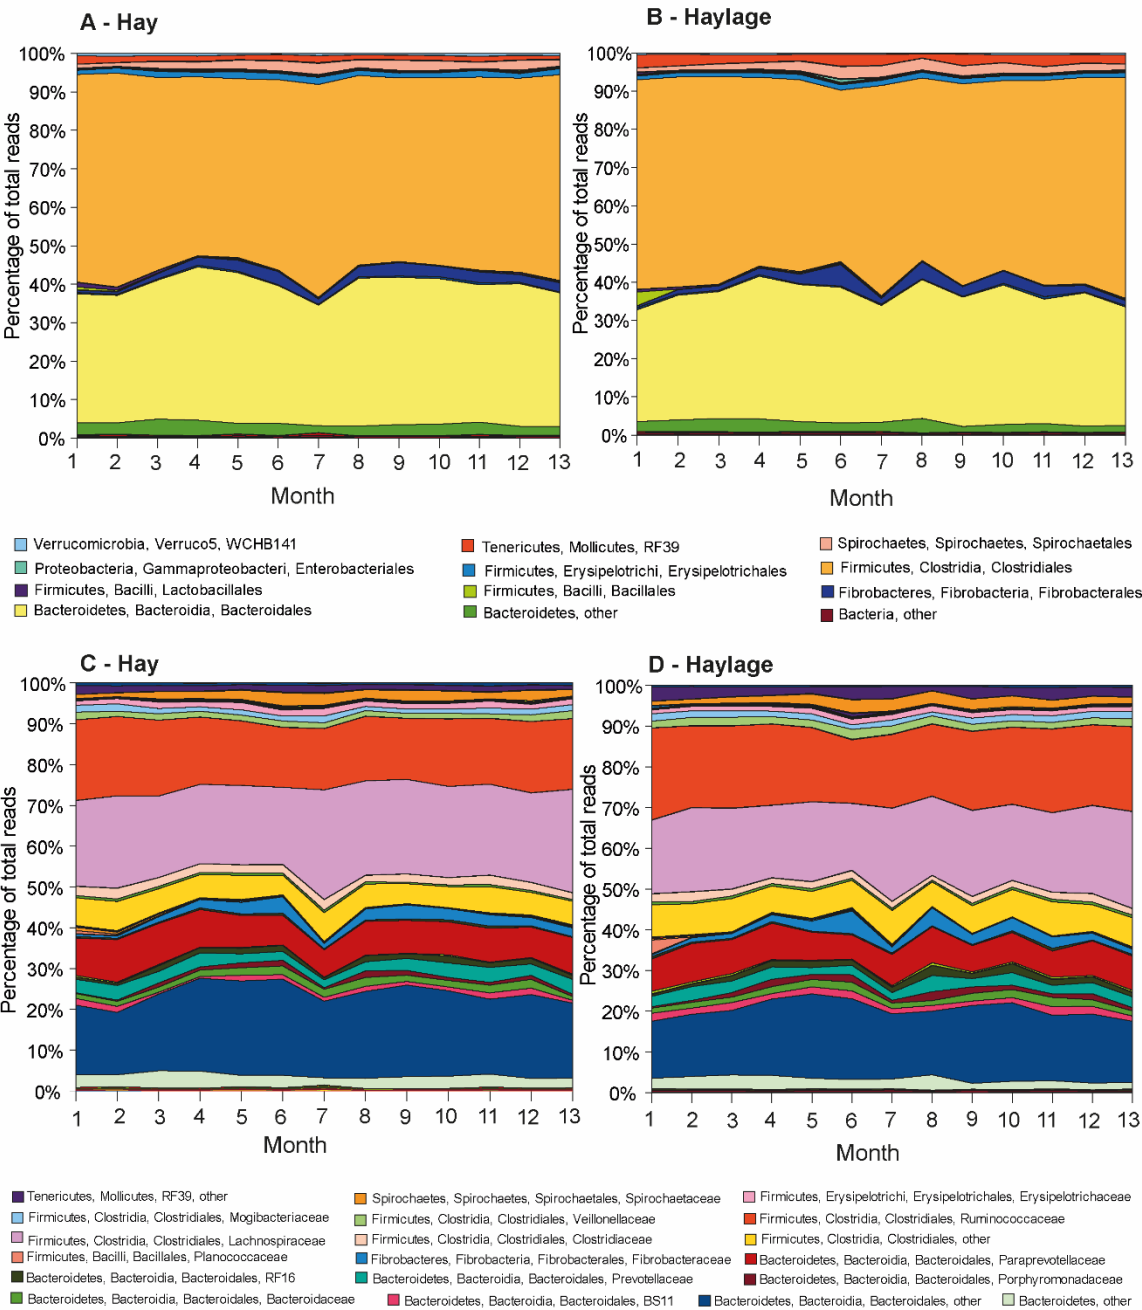 A - Hay
B - Haylage
Percentage of total reads
100%
90%
80%
70%
60%
50%
40%
30%
20%
10%
0%
1 2 3 4 5 6 7 8 9 10 11 12 13
Month
Percentage of total reads
100%
90%
80%
70%
60%
50%
40%
30%
20%
10%
0%
1 2 3 4 5 6 7 8 9 10 11 12 13
Month
Verrucomicrobia, Verruco5, WCHB141
Tenericutes, Mollicutes, RF39
Spirochaetes, Spirochaetes, Spirochaetales
Proteobacteria, Gammaproteobacteri, Enterobacteriales
Firmicutes, Erysipelotrichi, Erysipelotrichales
Firmicutes, Clostridia, Clostridiales
Firmicutes, Bacilli, Lactobacillales
Firmicutes, Bacilli, Bacillales
Fibrobacteres, Fibrobacteria, Fibrobacterales
Bacteroidetes, Bacteroidia, Bacteroidales
Bacteroidetes, other
Bacteria, other
C - Hay
D - Haylage
Percentage of total reads
100%
90%
80%
70%
60%
50%
40%
30%
20%
10%
0%
1 2 3 4 5 6 7 8 9 10 11 12 13
Month
Percentage of total reads
100%
90%
80%
70%
60%
50%
40%
30%
20%
10%
0%
1 2 3 4 5 6 7 8 9 10 11 12 13
Month
Tenericutes, Mollicutes, RF39, other
Spirochaetes, Spirochaetes, Spirochaetales, Spirochaetaceae
Firmicutes, Erysipelotrichi, Erysipelotrichales, Erysipelotrichaceae
Firmicutes, Clostridia, Clostridiales, Mogibacteriaceae
Firmicutes, Clostridia, Clostridiales, Veillonellaceae
Firmicutes, Clostridia, Clostridiales, Ruminococcaceae
Firmicutes, Clostridia, Clostridiales, Lachnospiraceae
Firmicutes, Clostridia, Clostridiales, Clostridiaceae
Firmicutes, Clostridia, Clostridiales, other
Firmicutes, Bacilli, Bacillales, Planococcaceae
Fibrobacteres, Fibrobacteria, Fibrobacterales, Fibrobacteraceae
Bacteroidetes, Bacteroidia, Bacteroidales, Paraprevotellaceae
Bacteroidetes, Bacteroidia, Bacteroidales, RF16
Bacteroidetes, Bacteroidia, Bacteroidales, Prevotellaceae
Bacteroidetes, Bacteroidia, Bacteroidales, Porphyromonadaceae
Bacteroidetes, Bacteroidia, Bacteroidales, Bacteroidaceae
Bacteroidetes, Bacteroidia, Bacteroidales, BS11
Bacteroidetes, Bacteroidia, Bacteroidales, other
Bacteroidetes, other